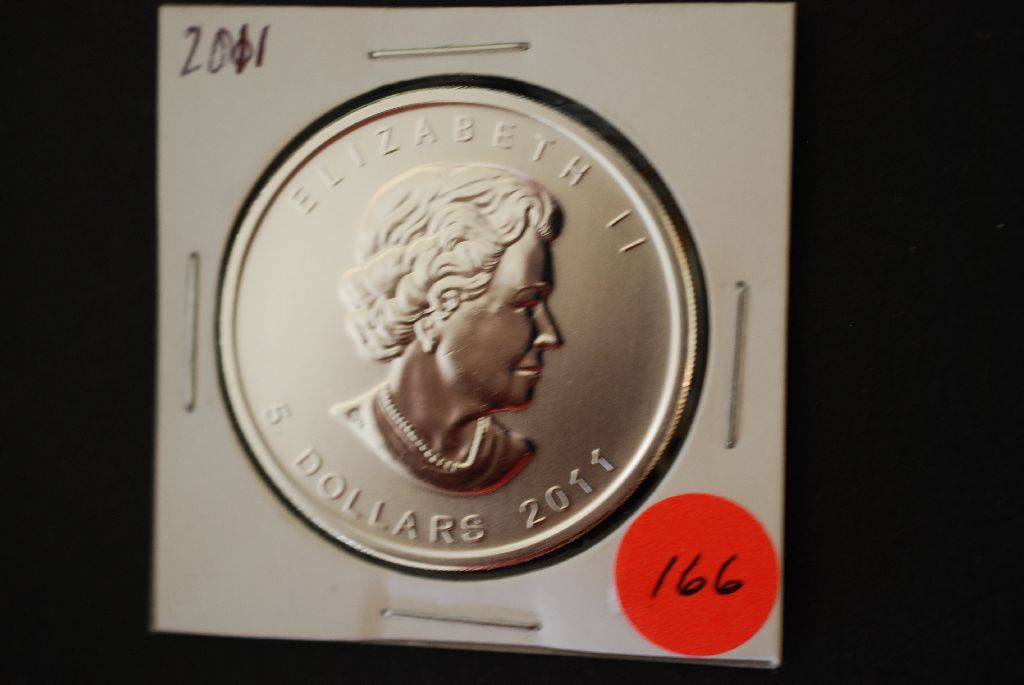 2011
ELIZABETH II
5 DOLLARS 2011
166